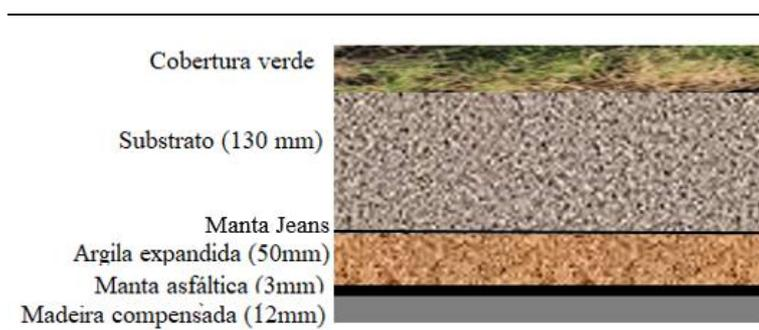 Cobertura verde
Substrato (130 mm)
Manta Jeans
Argila expandida (50mm)
Manta asfáltica (3mm)
Madeira compensada (12mm)